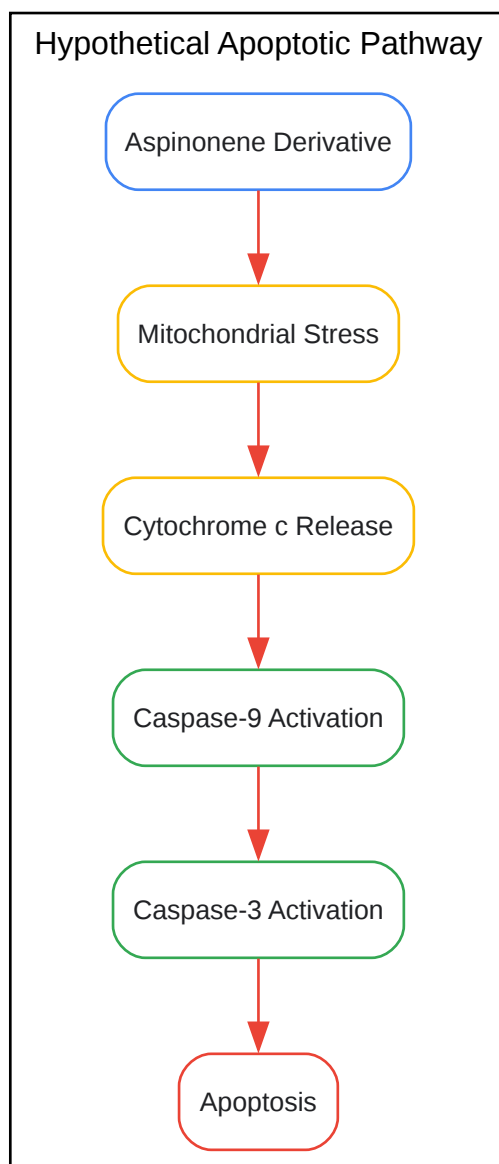 Hypothetical Apoptotic Pathway
Aspinonene Derivative
Mitochondrial Stress
Cytochrome c Release
Caspase-9 Activation
Caspase-3 Activation
Apoptosis